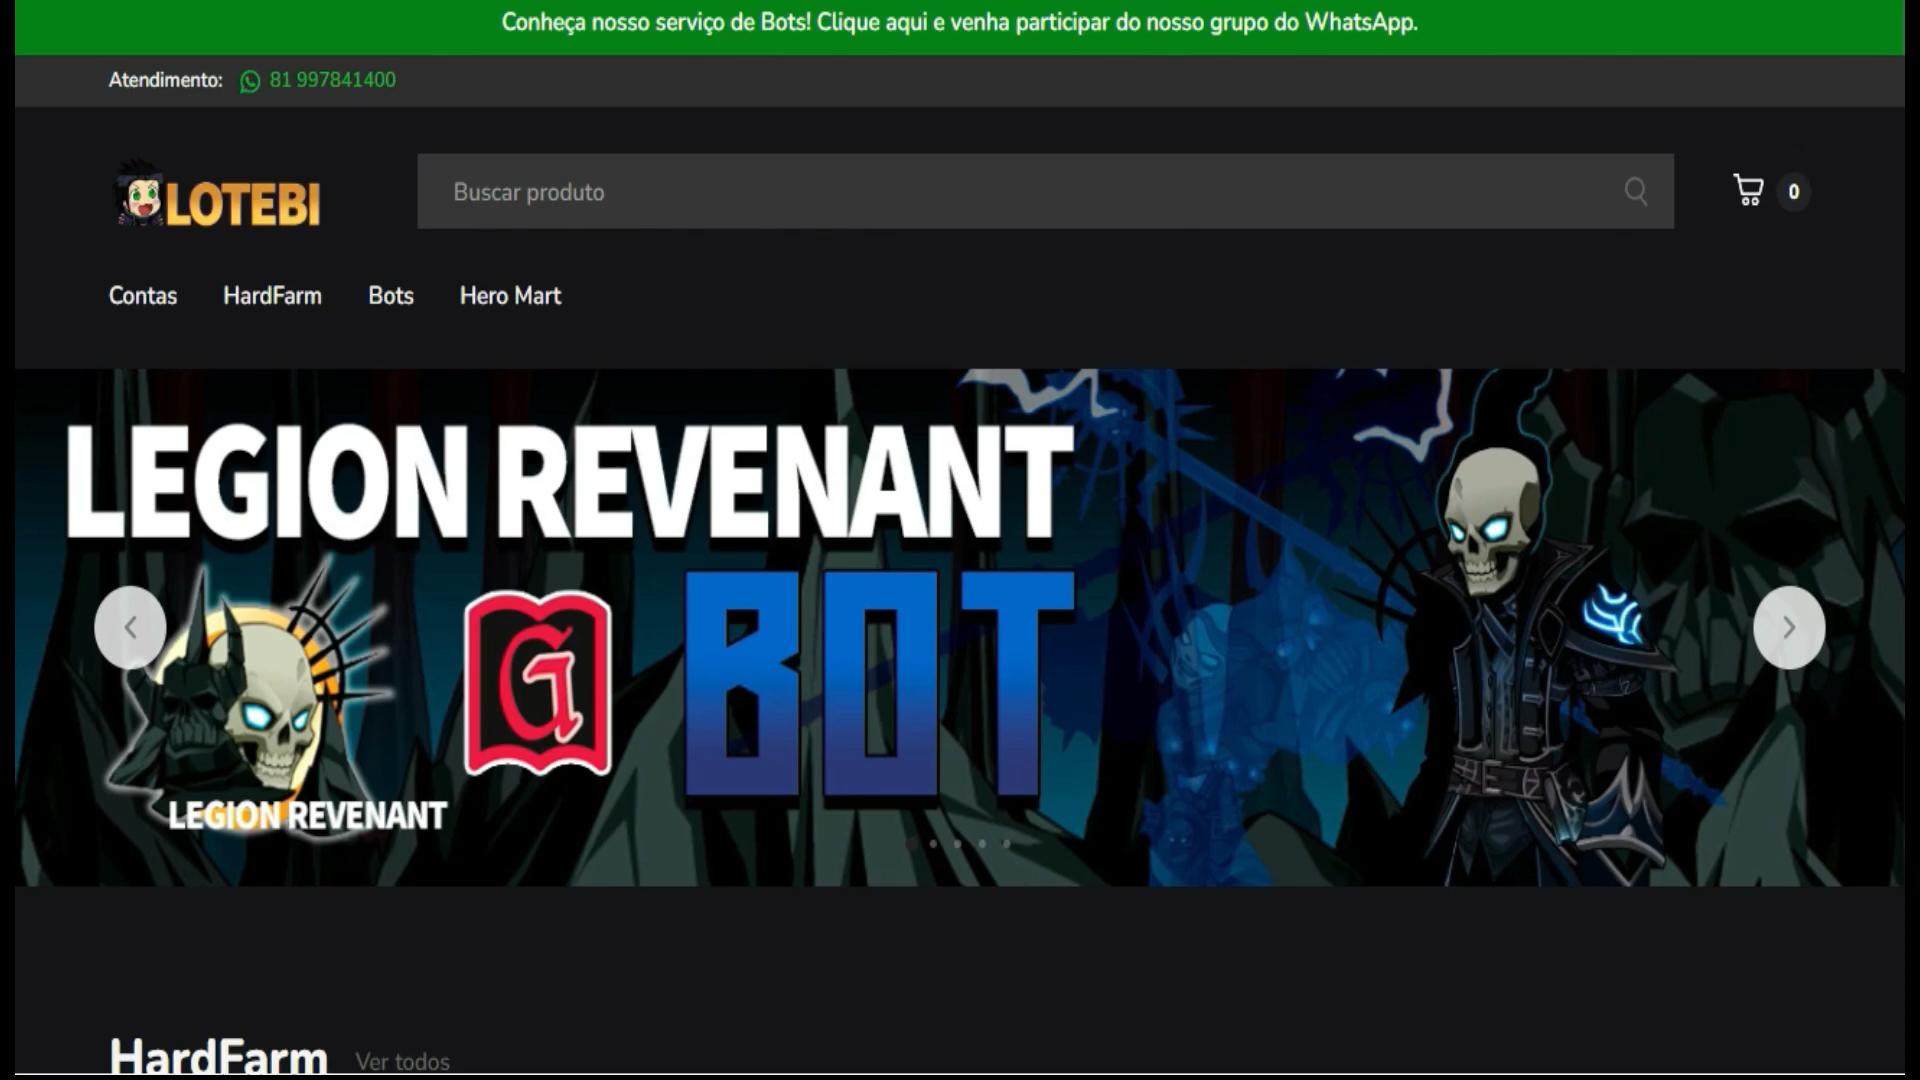 Conheça nosso serviço de Bots! Clique aqui e venha participar do nosso grupo do WhatsApp.
Atendimento: 81 997841400
LOTEBI
Buscar produto
0
Contas HardFarm Bots Hero Mart
LEGION REVENANT
G BOT
LEGION REVENANT
HardFarm Ver todos